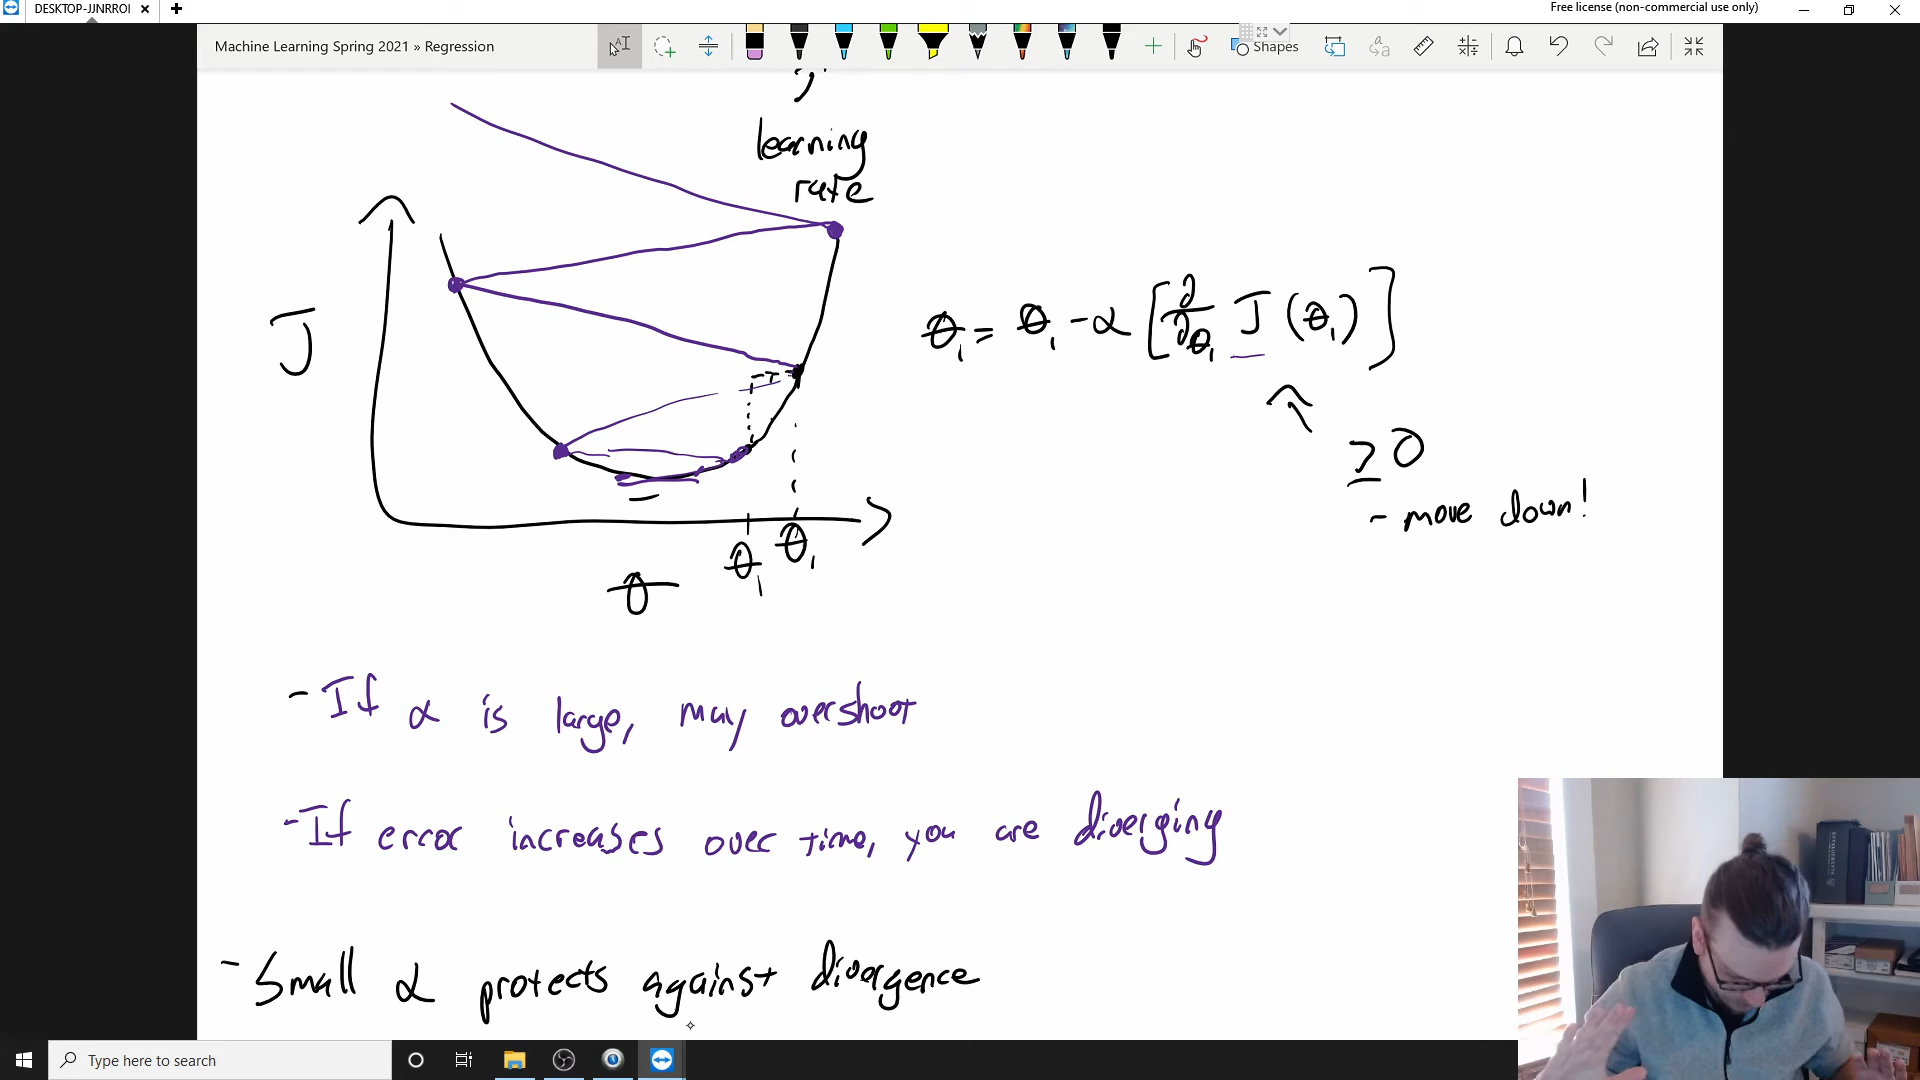 DESKTOP-JJNRROI
Free license (non-commercial use only)
Machine Learning Spring 2021 » Regression
Shapes
learning
rate
J
θ₁ = θ₁ - α [ ∂/∂θ₁ J (θ₁) ]
≥ 0
- move down!
θ₁ θ₁
θ
- If α is large, may overshoot
- If error increases over time, you are diverging
- Small α protects against divergence
Type here to search